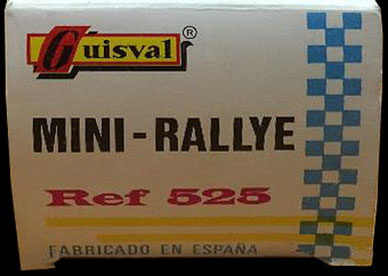 Guisval®
MINI-RALLYE
Ref 525
FABRICADO EN ESPAÑA